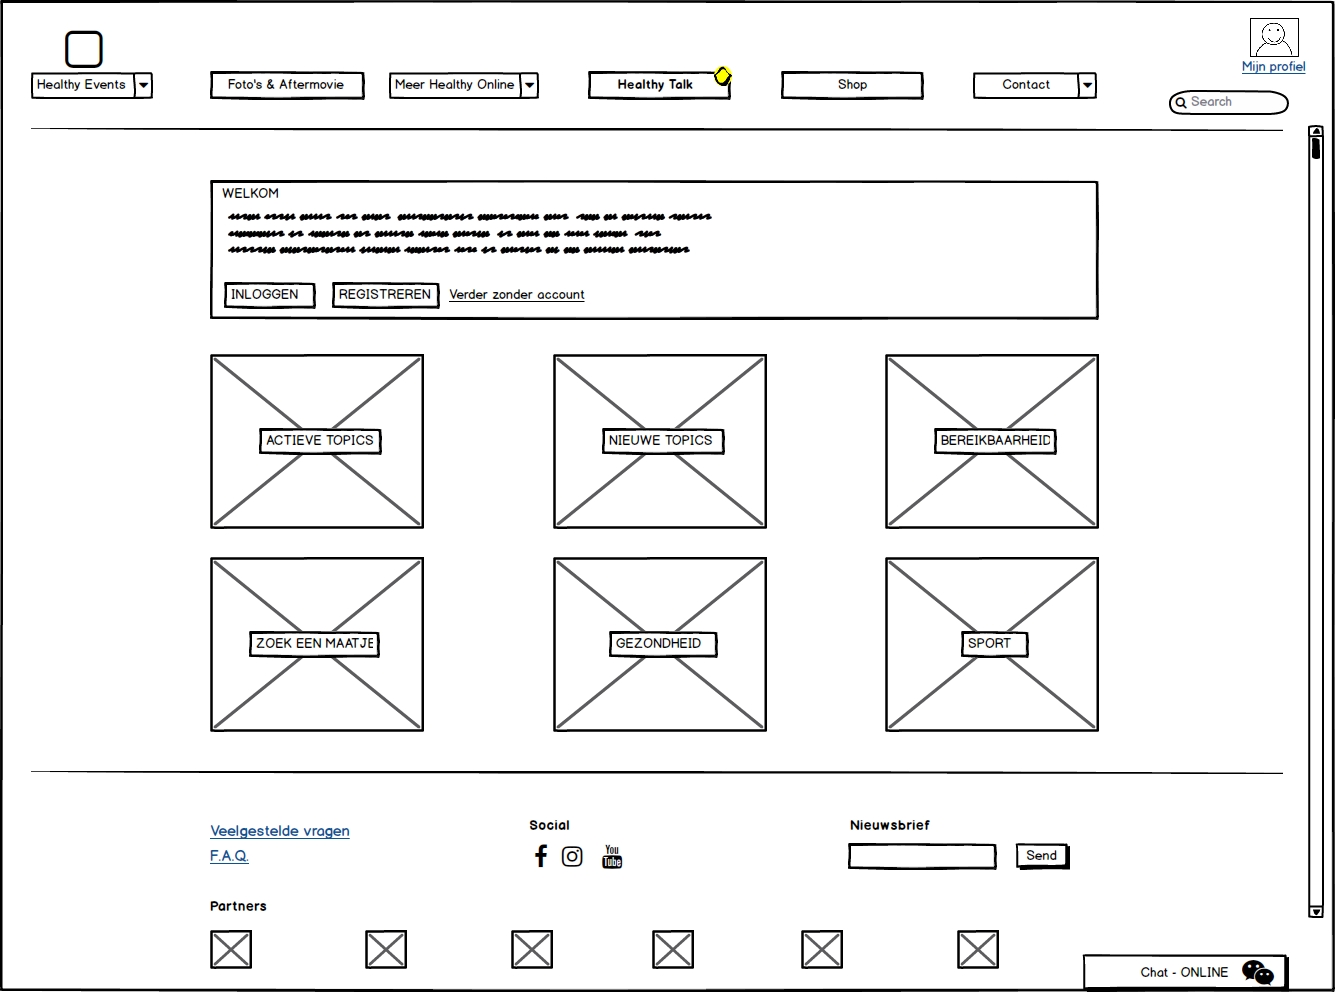 Mijn profiel
Healthy Events
Foto's & Aftermovie
Meer Healthy Online
Healthy Talk
Shop
Contact
Search
WELKOM
INLOGGEN
REGISTREREN
Verder zonder account
ACTIEVE TOPICS
NIEUWE TOPICS
BEREIKBAARHEID
ZOEK EEN MAATJE
GEZONDHEID
SPORT
Veelgestelde vragen
F.A.Q.
Social
You
Tube
Nieuwsbrief
Send
Partners
Chat - ONLINE